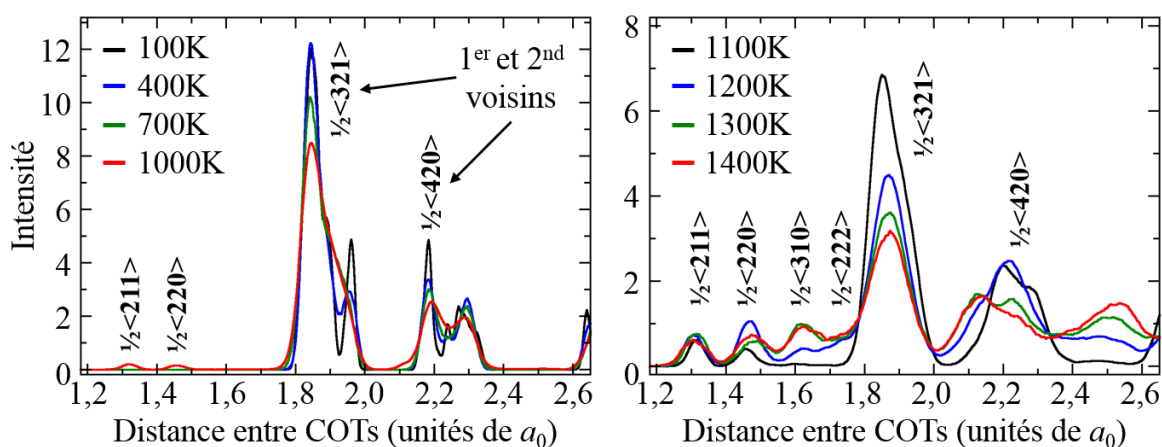 100K
400K
700K
1000K
1er et 2nd
voisins
½<211>
½<220>
½<321>
½<420>
Intensité
12
10
8
6
4
2
0
1,2
1,4
1,6
1,8
2,0
2,2
2,4
2,6
Distance entre COTs (unités de a0)
1100K
1200K
1300K
1400K
½<211>
½<220>
½<310>
½<222>
½<321>
½<420>
8
6
4
2
0
1,2
1,4
1,6
1,8
2,0
2,2
2,4
2,6
Distance entre COTs (unités de a0)